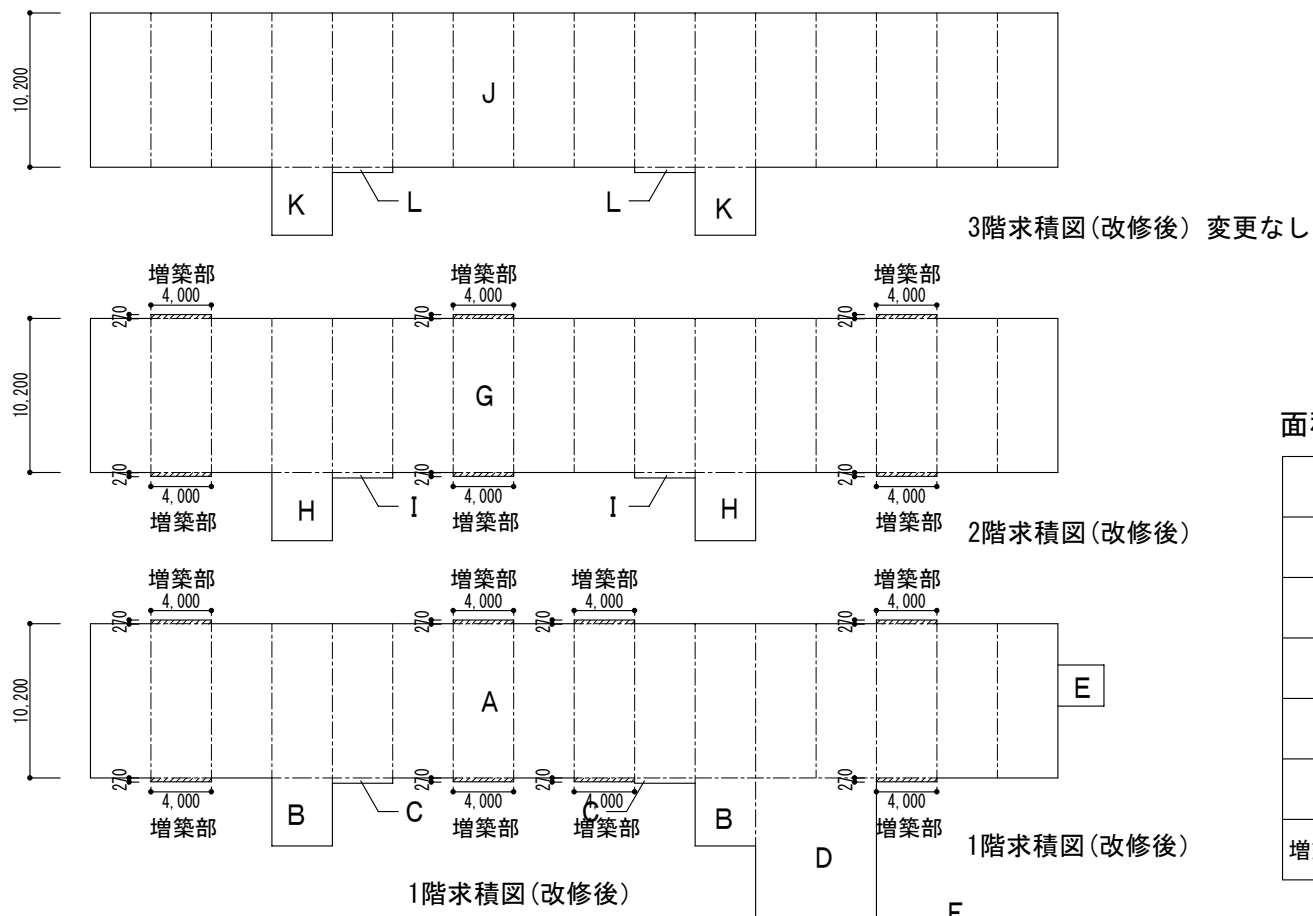 10,200
J
K
L
L
K
3階求積図(改修後) 変更なし
増築部
増築部
増築部
4,000
4,000
4,000
270
270
270
10,200
G
面
270
270
270
4,000
4,000
4,000
増築部
増築部
増築部
H
I
I
H
2階求積図(改修後)
増築部
増築部
増築部
増築部
4,000
4,000
4,000
4,000
270
270
270
270
10,200
A
E
270
270
270
270
4,000
4,000
4,000
4,000
増築部
増築部
増築部
増築部
B
C
C
B
D
1階求積図(改修後)
増
1階求積図(改修後)